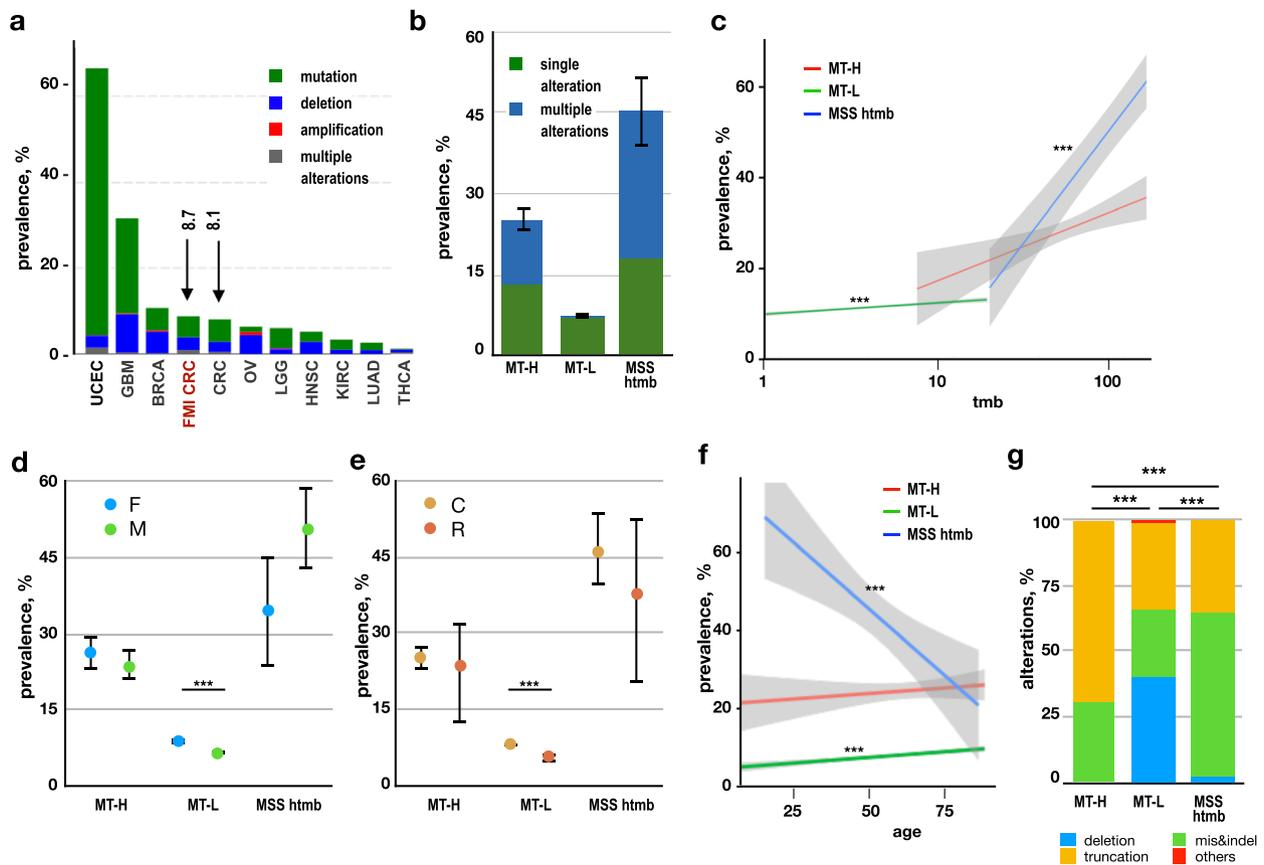 a
prevalence, %
60
40
20
0
mutation
deletion
amplification
multiple
alterations
8.7
8.1
UCEC
GBM
BRCA
FMI CRC
CRC
OV
LGG
HNSC
KIRC
LUAD
THCA
b
prevalence, %
60
45
30
15
0
single
alteration
multiple
alterations
MT-H
MT-L
MSS
htmb
c
prevalence, %
60
40
20
0
MT-H
MT-L
MSS htmb
***
***
1
10
100
tmb
d
prevalence, %
60
45
30
15
0
F
M
***
MT-H
MT-L
MSS htmb
e
prevalence, %
60
45
30
15
0
C
R
***
MT-H
MT-L
MSS htmb
f
prevalence, %
60
40
20
0
MT-H
MT-L
MSS htmb
***
***
25
50
75
age
g
alterations, %
100
75
50
25
0
***
***
***
MT-H
MT-L
MSS
htmb
deletion
mis&indel
truncation
others